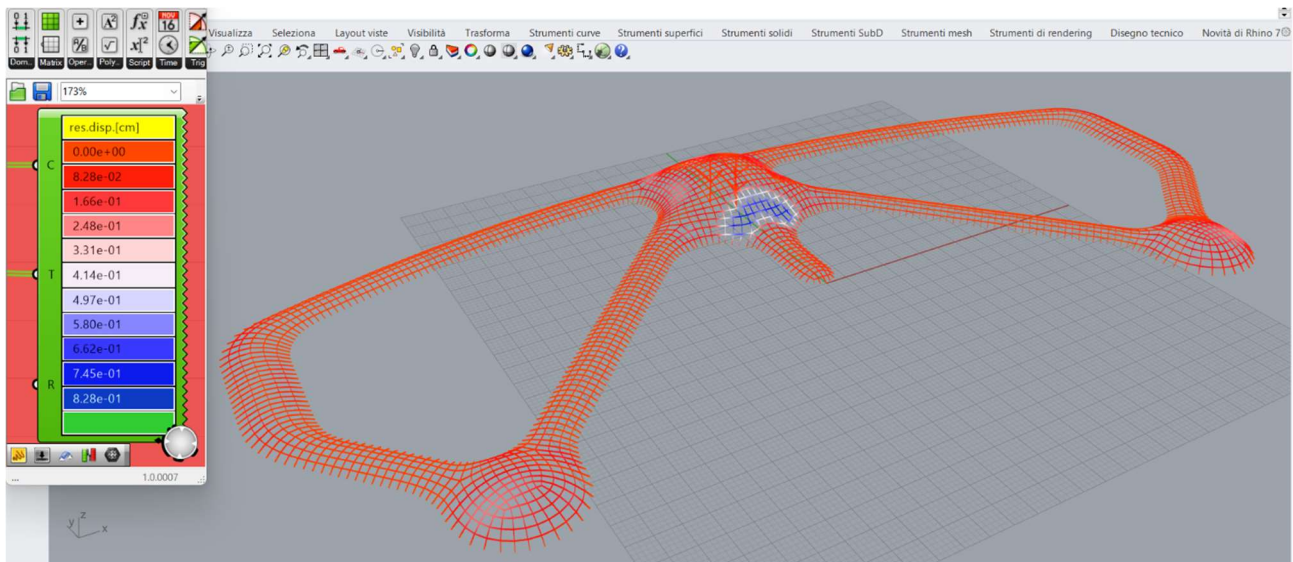 Visualizza Seleziona Layout viste Visibilità Trasforma Strumenti curve Strumenti superfici Strumenti solidi Strumenti SubD Strumenti mesh Strumenti di rendering Disegno tecnico Novità di Rhino 7
NOV
16
Dom.. Matrix Oper.. Poly.. Script Time Trig
173%
res.disp.[cm]
0.00e+00
C
8.28e-02
1.66e-01
2.48e-01
3.31e-01
T
4.14e-01
4.97e-01
5.80e-01
6.62e-01
R
7.45e-01
8.28e-01
...
1.0.0007
y z x